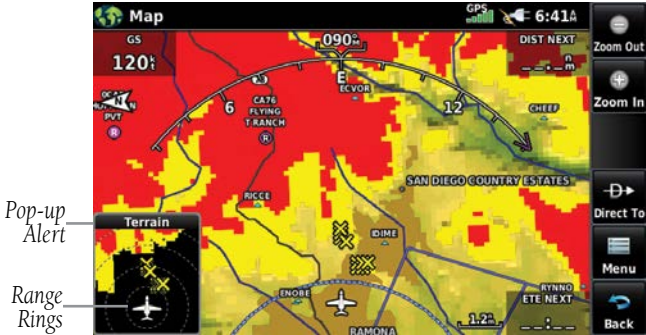 Map
GPS
6:41A
GS
120kt
090°M
DIST NEXT
_ _._ nm
Zoom Out
E
ECVOR
6
12
CA76
FLYING
T RANCH
R
PVT
R
CHEEF
Zoom In
SAN DIEGO COUNTRY ESTATES
RICCE
Direct To
Pop-up
Alert
Terrain
IDIME
Menu
Range
Rings
ENOBE
RAMONA
1.2nm
RYNNO
ETE NEXT
_ _:_ _
Back